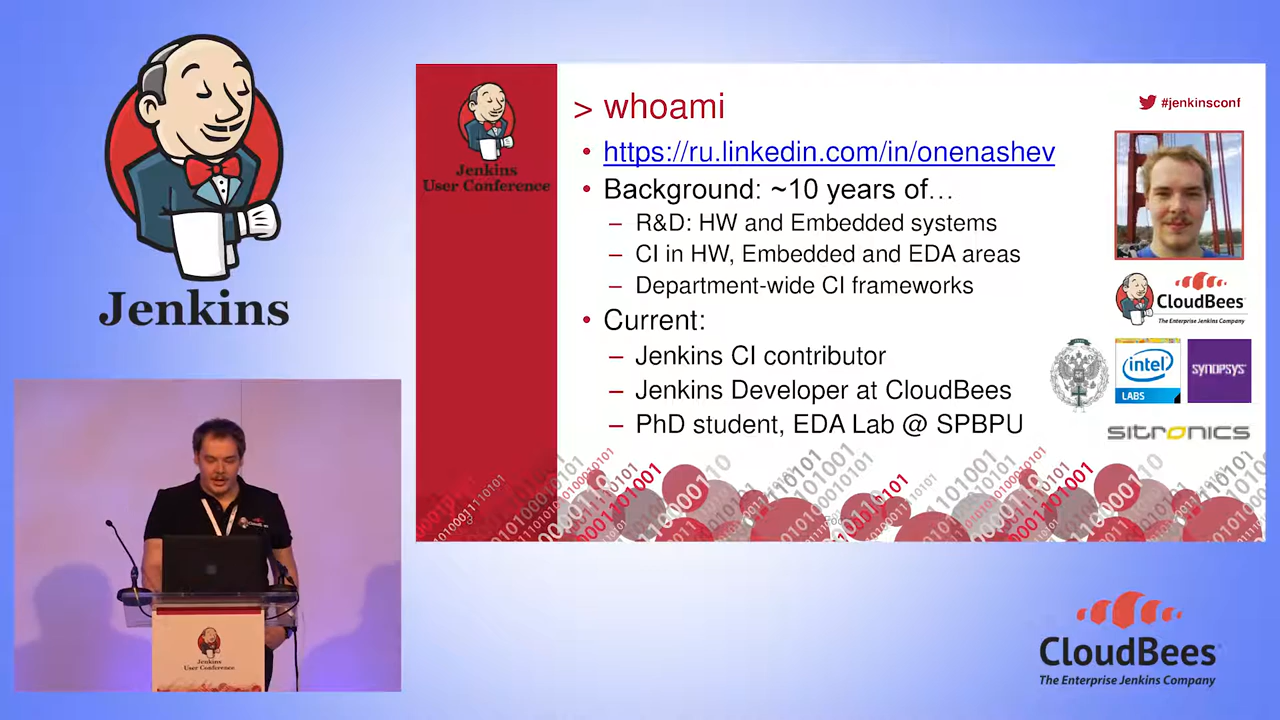 Jenkins
Jenkins
User Conference
> whoami
#jenkinsconf
• https://ru.linkedin.com/in/onenashev
• Background: ~10 years of…
– R&D: HW and Embedded systems
– CI in HW, Embedded and EDA areas
– Department-wide CI frameworks
• Current:
– Jenkins CI contributor
– Jenkins Developer at CloudBees
– PhD student, EDA Lab @ SPBPU
CloudBees
The Enterprise Jenkins Company
intel
LABS
SYNOPSYS
sitronics
Jenkins
User Conference
CloudBees
The Enterprise Jenkins Company